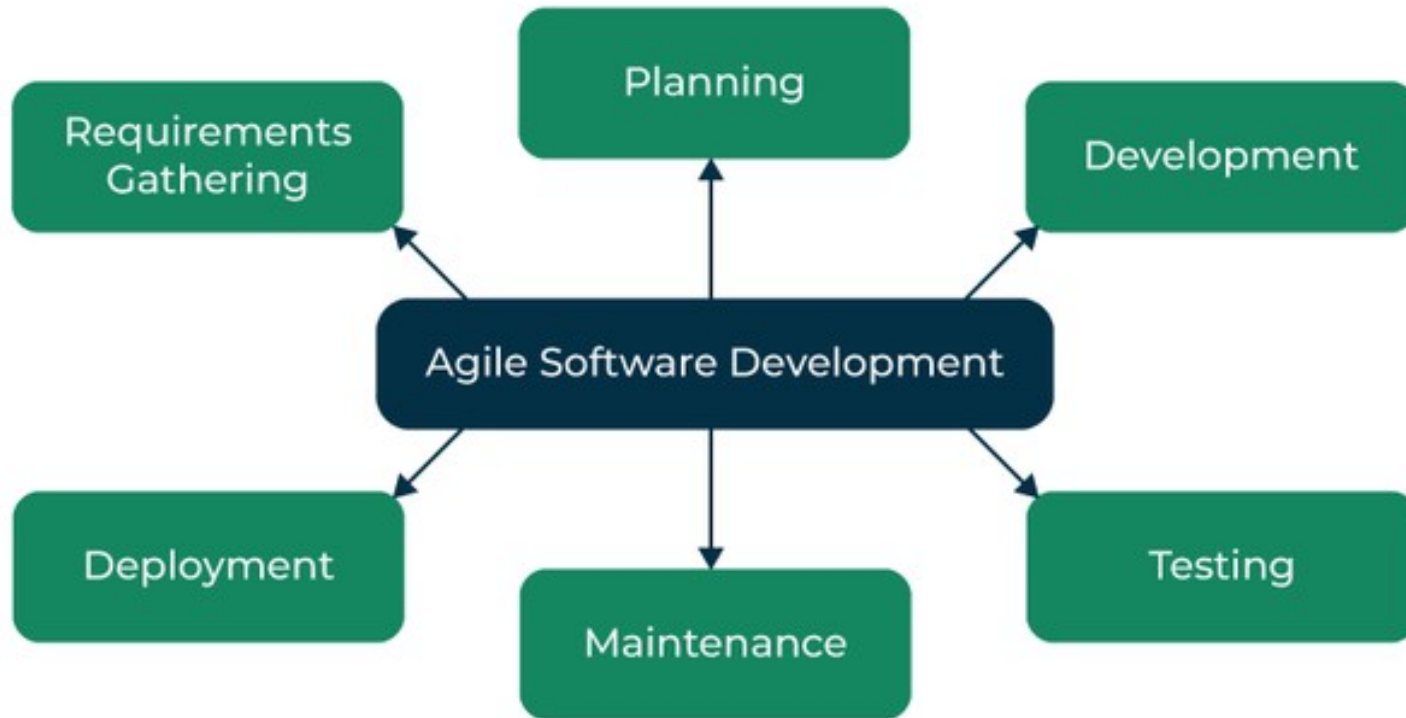 Planning
Requirements
Gathering
Development
Agile Software Development
Deployment
Testing
Maintenance